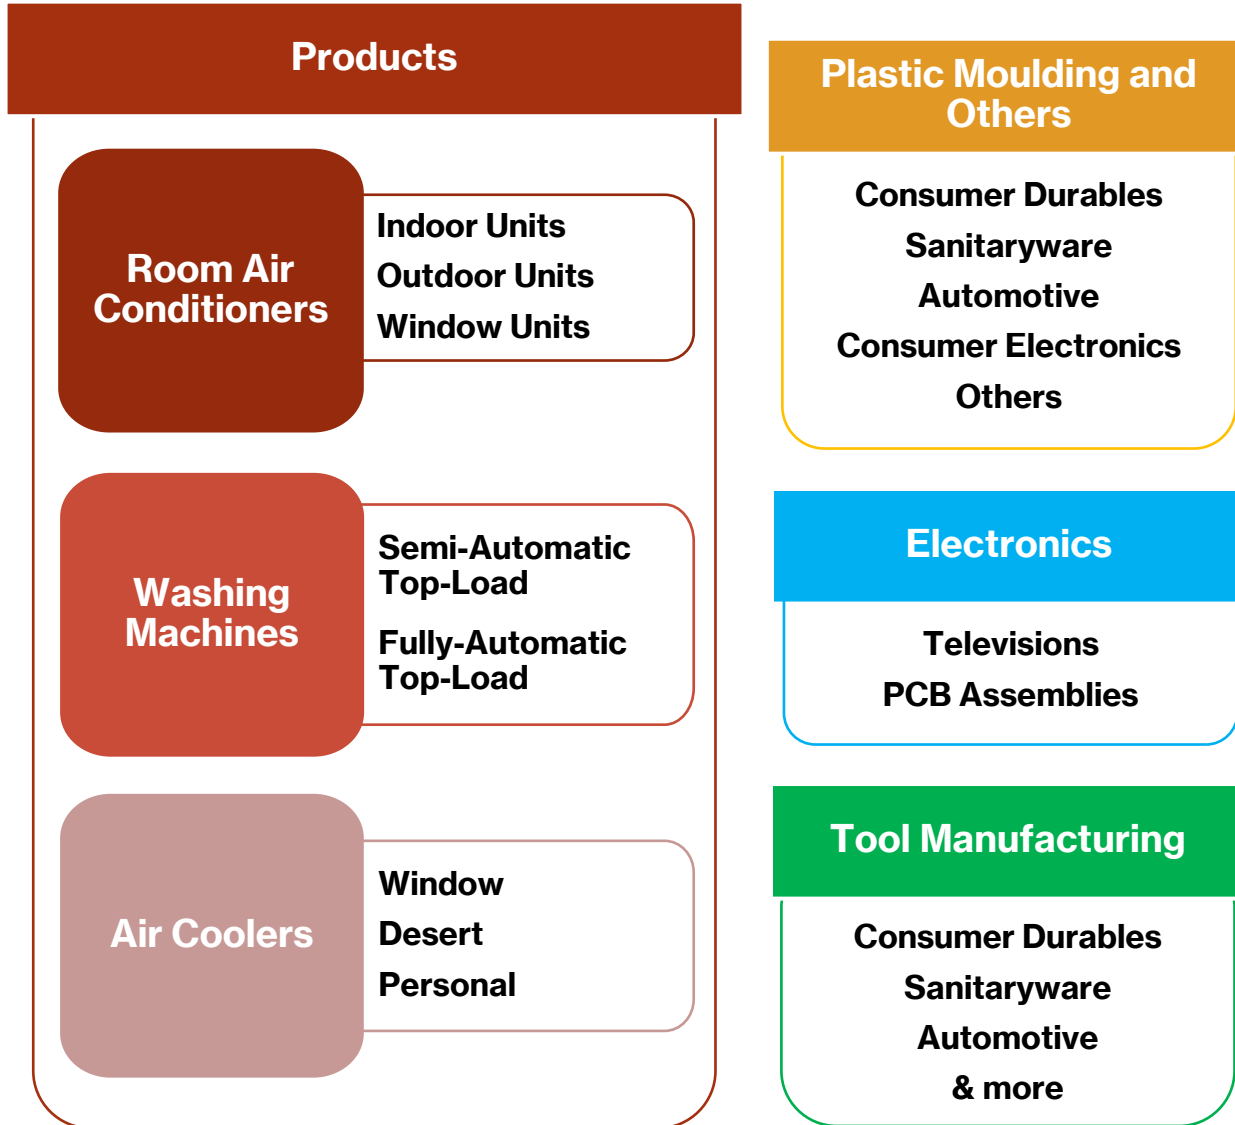 Products
Room Air
Conditioners
Indoor Units
Outdoor Units
Window Units
Washing
Machines
Semi-Automatic
Top-Load
Fully-Automatic
Top-Load
Air Coolers
Window
Desert
Personal
Plastic Moulding and
Others
Consumer Durables
Sanitaryware
Automotive
Consumer Electronics
Others
Electronics
Televisions
PCB Assemblies
Tool Manufacturing
Consumer Durables
Sanitaryware
Automotive
& more